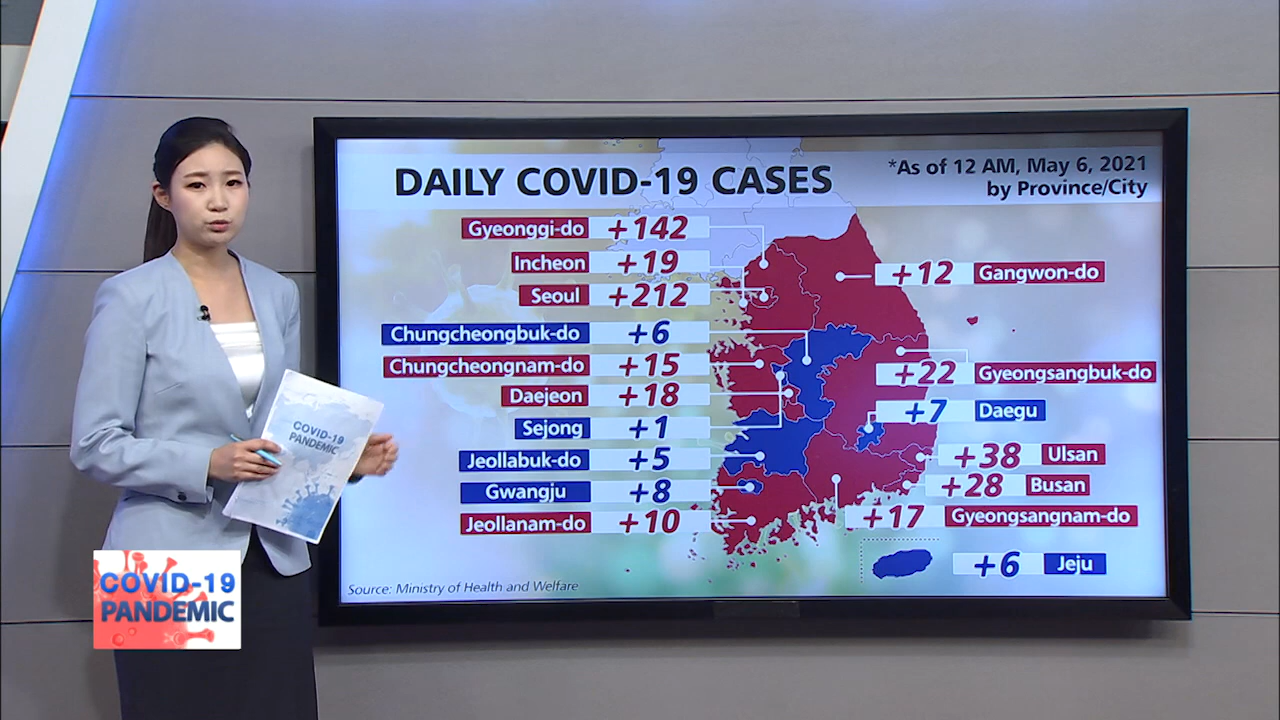 DAILY COVID-19 CASES
*As of 12 AM, May 6, 2021
by Province/City
Gyeonggi-do +142
Incheon +19
Seoul +212
Chungcheongbuk-do +6
Chungcheongnam-do +15
Daejeon +18
Sejong +1
Jeollabuk-do +5
Gwangju +8
Jeollanam-do +10
+12 Gangwon-do
+22 Gyeongsangbuk-do
+7 Daegu
+38 Ulsan
+28 Busan
+17 Gyeongsangnam-do
+6 Jeju
Source: Ministry of Health and Welfare
COVID-19
PANDEMIC
COVID-19
PANDEMIC